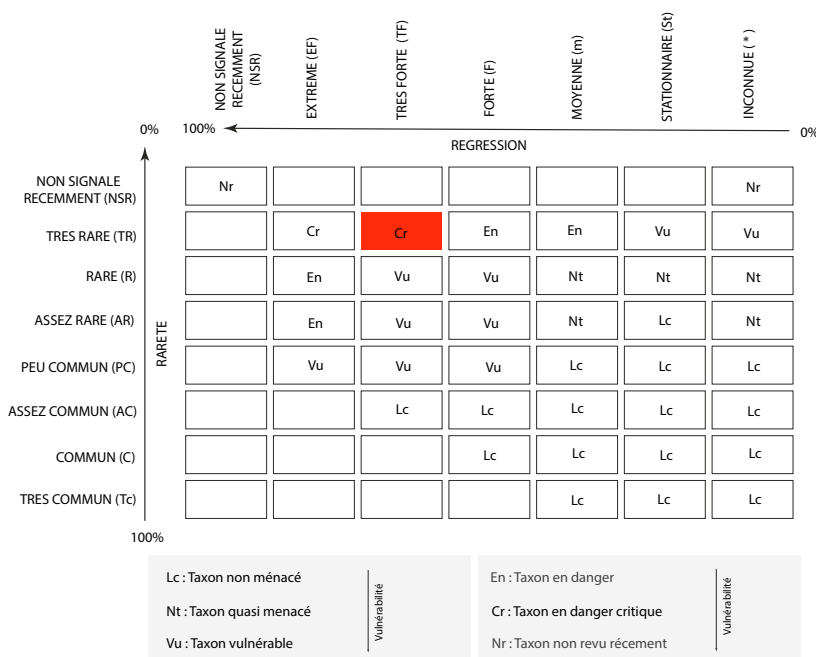 NON SIGNALE
RECEMMENT
(NSR)
EXTREME (EF)
TRES FORTE (TF)
FORTE (F)
MOYENNE (m)
STATIONNAIRE (St)
INCONNUE ( * )
0% 100% 0%
REGRESSION
NON SIGNALE
RECEMMENT (NSR)
Nr Nr
TRES RARE (TR) Cr Cr En En Vu Vu
RARE (R) En Vu Vu Nt Nt Nt
ASSEZ RARE (AR) En Vu Vu Nt Lc Nt
RARETE
PEU COMMUN (PC) Vu Vu Vu Lc Lc Lc
ASSEZ COMMUN (AC) Lc Lc Lc Lc Lc
COMMUN (C) Lc Lc Lc Lc
TRES COMMUN (Tc) Lc Lc Lc
100%
Lc : Taxon non ménacé
Nt : Taxon quasi menacé
Vu : Taxon vulnérable
Vulnérabilité
En : Taxon en danger
Cr : Taxon en danger critique
Nr : Taxon non revu récement
Vulnérabilité